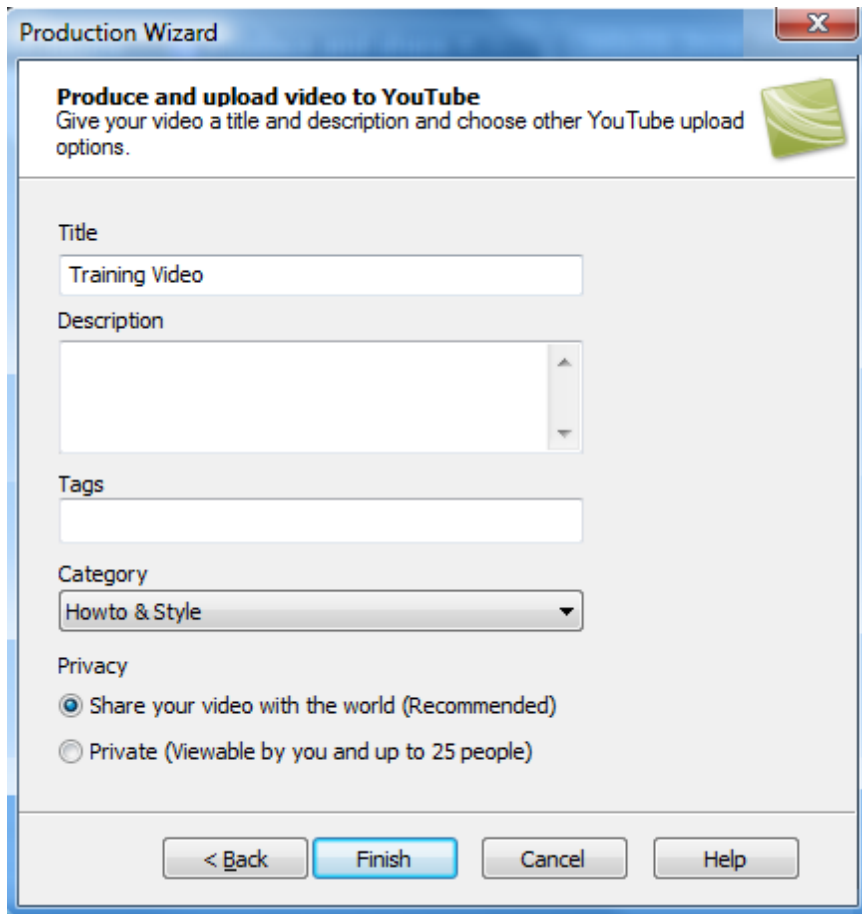 Production Wizard
Produce and upload video to YouTube
Give your video a title and description and choose other YouTube upload
options.
Title
Training Video
Description
Tags
Category
Howto & Style
Privacy
Share your video with the world (Recommended)
Private (Viewable by you and up to 25 people)
< Back Finish Cancel Help